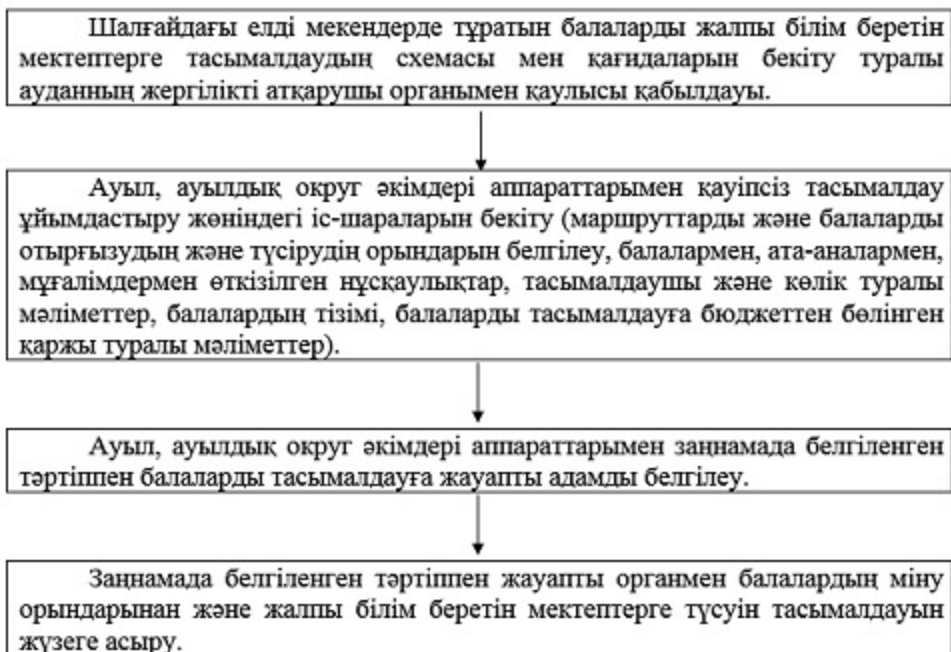 Шалғайдағы елді мекендерде тұратын балаларды жалпы білім беретін
мектептерге тасымалдаудың схемасы мен қағидаларын бекіту туралы
ауданның жергілікті атқарушы органымен қаулысы қабылдауы.
Ауыл, ауылдық округ әкімдері аппараттарымен қауіпсіз тасымалдау
ұйымдастыру жөніндегі іс-шараларын бекіту (маршруттарды және балаларды
отырғызудың және түсірудің орындарын белгілеу, балалармен, ата-аналармен,
мұғалімдермен өткізілген нұсқаулықтар, тасымалдаушы және көлік туралы
мәліметтер, балалардың тізімі, балаларды тасымалдауға бюджеттен бөлінген
қаржы туралы мәліметтер).
Ауыл, ауылдық округ әкімдері аппараттарымен заңнамада белгіленген
тәртіппен балаларды тасымалдауға жауапты адамды белгілеу.
Заңнамада белгіленген тәртіппен жауапты органмен балалардың міну
орындарынан және жалпы білім беретін мектептерге түсуін тасымалдауын
жүзеге асыру.